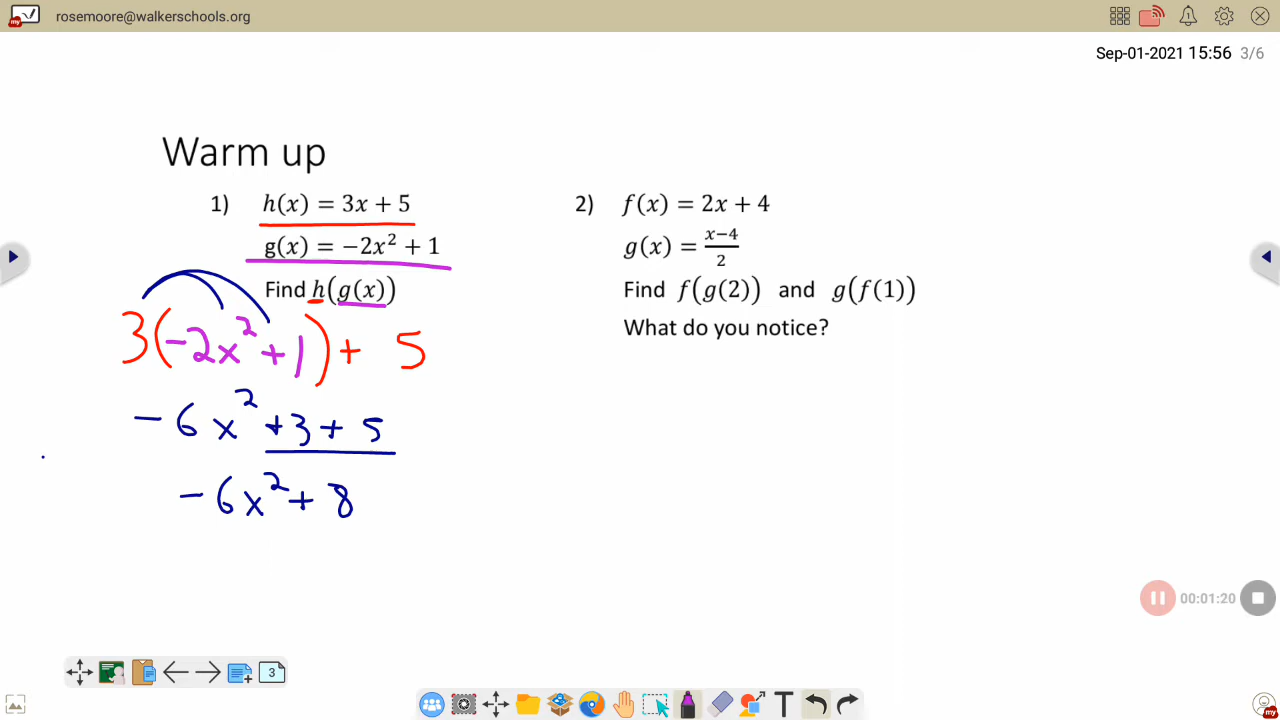 rosemoore@walkerschools.org
Sep-01-2021 15:56 3/6
Warm up
1) h(x) = 3x + 5
g(x) = −2x² + 1
Find h(g(x))
3(-2x² +1) + 5
-6x² +3 + 5
-6x² + 8
2) f(x) = 2x + 4
g(x) = x−4/2
Find f(g(2)) and g(f(1))
What do you notice?
00:01:20
3
T